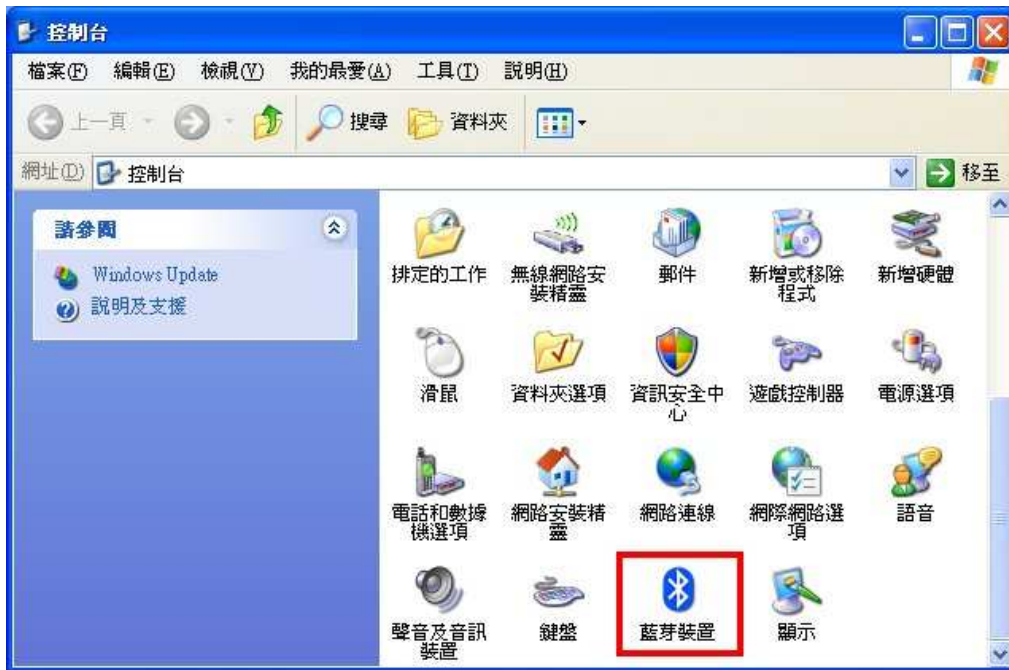 控制台
檔案(F) 編輯(E) 檢視(V) 我的最愛(A) 工具(T) 說明(H)
上一頁 搜尋 資料夾
網址(D) 控制台 移至
請參閱
Windows Update
說明及支援
排定的工作 無線網路安 郵件 新增或移除 新增硬體
裝精靈 程式
滑鼠 資料夾選項 資訊安全中 遊戲控制器 電源選項
心
電話和數據 網路安裝精 網路連線 網際網路選 語音
機選項 靈 項
聲音及音訊 鍵盤 藍芽裝置 顯示
裝置